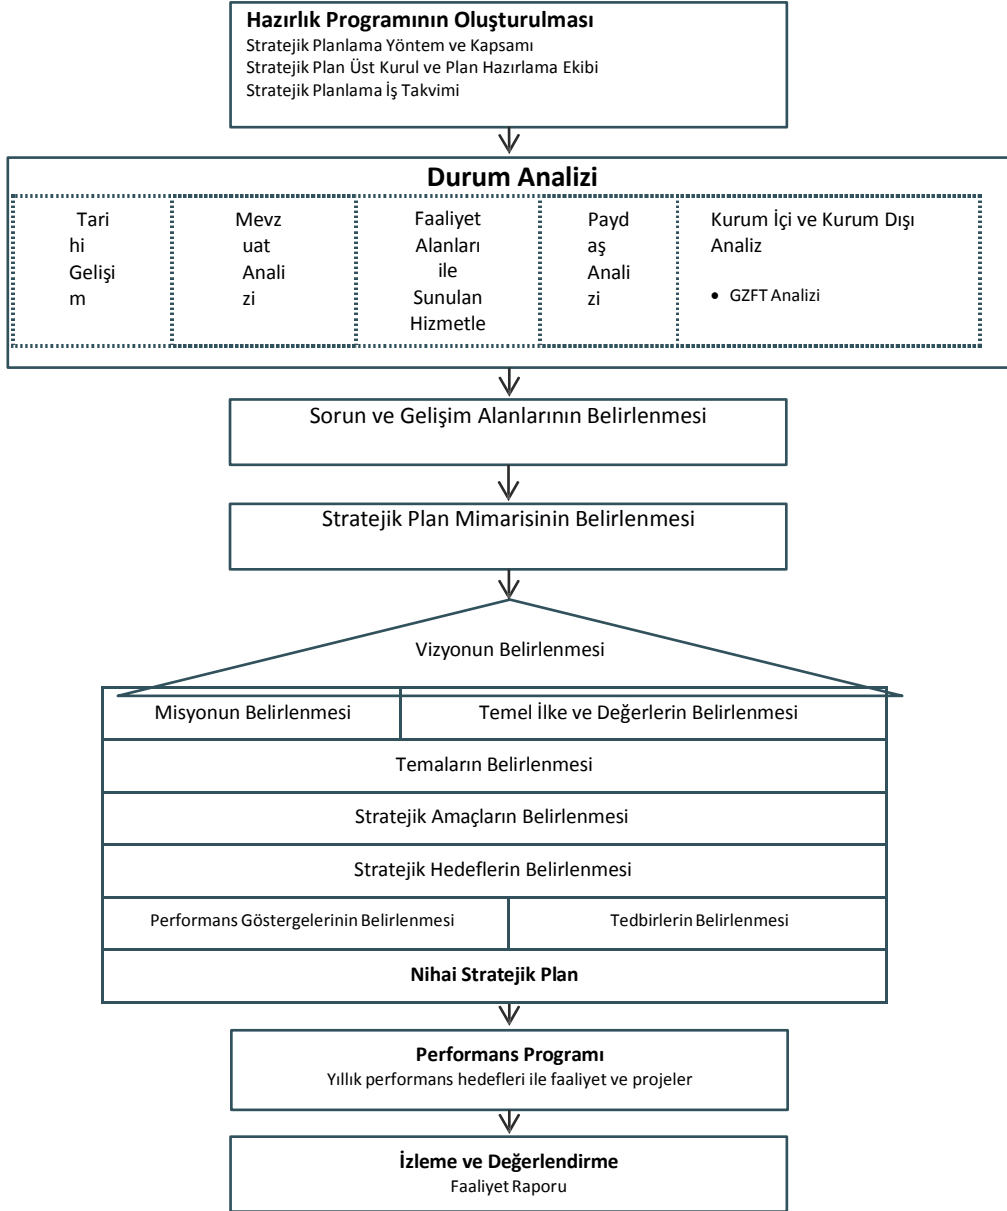 Hazırlık Programının Oluşturulması
Stratejik Planlama Yöntem ve Kapsamı
Stratejik Plan Üst Kurul ve Plan Hazırlama Ekibi
Stratejik Planlama İş Takvimi
Durum Analizi
Tari
hi
Gelişi
m
Mevz
uat
Anali
zi
Faaliyet
Alanları
ile
Sunulan
Hizmetle
Payd
aş
Anali
zi
Kurum İçi ve Kurum Dışı
Analiz
• GZFT Analizi
Sorun ve Gelişim Alanlarının Belirlenmesi
Stratejik Plan Mimarisinin Belirlenmesi
Vizyonun Belirlenmesi
Misyonun Belirlenmesi
Temel İlke ve Değerlerin Belirlenmesi
Temaların Belirlenmesi
Stratejik Amaçların Belirlenmesi
Stratejik Hedeflerin Belirlenmesi
Performans Göstergelerinin Belirlenmesi
Tedbirlerin Belirlenmesi
Nihai Stratejik Plan
Performans Programı
Yıllık performans hedefleri ile faaliyet ve projeler
İzleme ve Değerlendirme
Faaliyet Raporu